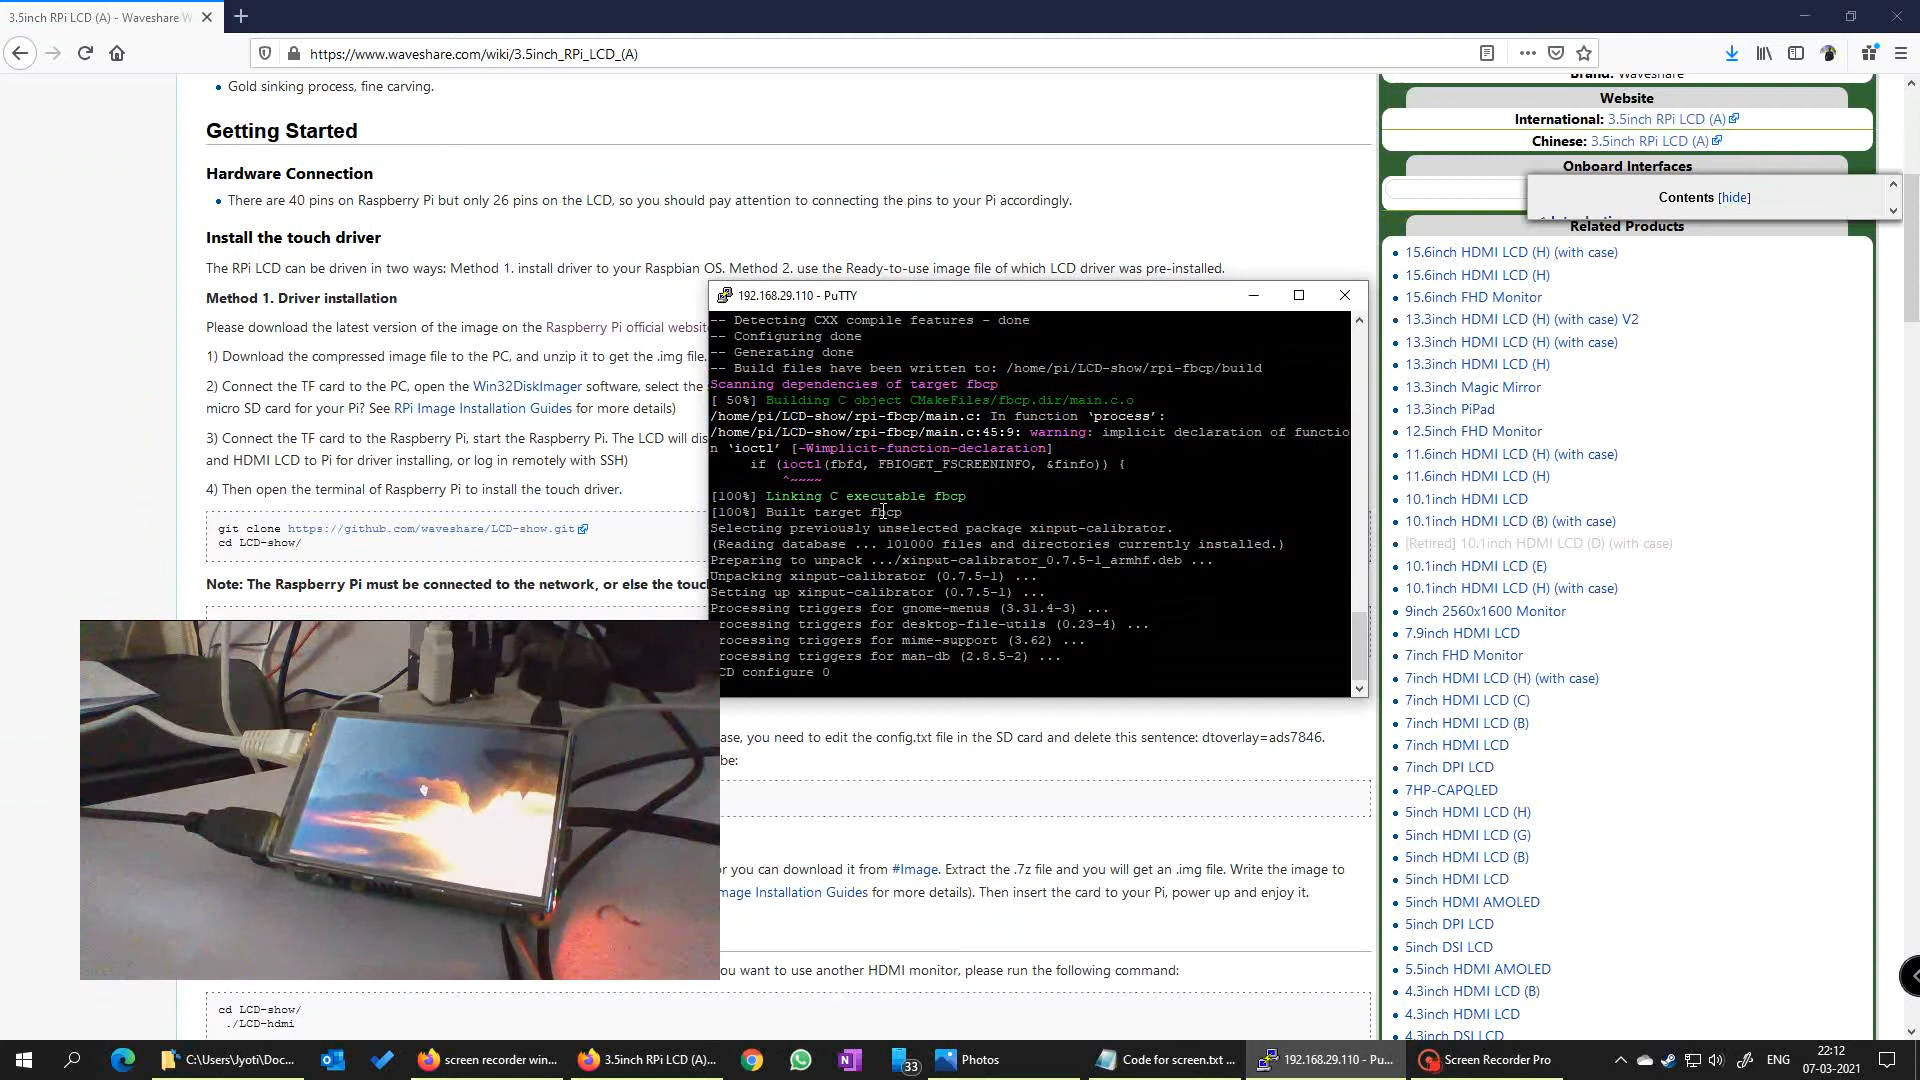 3.5inch RPi LCD (A) - Waveshare W
https://www.waveshare.com/wiki/3.5inch_RPi_LCD_(A)
Gold sinking process, fine carving.
Getting Started
Hardware Connection
There are 40 pins on Raspberry Pi but only 26 pins on the LCD, so you should pay attention to connecting the pins to your Pi accordingly.
Install the touch driver
The RPi LCD can be driven in two ways: Method 1. install driver to your Raspbian OS. Method 2. use the Ready-to-use image file of which LCD driver was pre-installed.
Method 1. Driver installation
Please download the latest version of the image on the Raspberry Pi official websit
1) Download the compressed image file to the PC, and unzip it to get the .img file.
2) Connect the TF card to the PC, open the Win32DiskImager software, select the
micro SD card for your Pi? See RPi Image Installation Guides for more details)
3) Connect the TF card to the Raspberry Pi, start the Raspberry Pi. The LCD will dis
and HDMI LCD to Pi for driver installing, or log in remotely with SSH)
4) Then open the terminal of Raspberry Pi to install the touch driver.
git clone https://github.com/waveshare/LCD-show.git
cd LCD-show/
Note: The Raspberry Pi must be connected to the network, or else the touc
192.168.29.110 - PuTTY
-- Detecting CXX compile features - done
-- Configuring done
-- Generating done
-- Build files have been written to: /home/pi/LCD-show/rpi-fbcp/build
Scanning dependencies of target fbcp
[ 50%] Building C object CMakeFiles/fbcp.dir/main.c.o
/home/pi/LCD-show/rpi-fbcp/main.c: In function ‘process’:
/home/pi/LCD-show/rpi-fbcp/main.c:45:9: warning: implicit declaration of functio
n ‘ioctl’ [-Wimplicit-function-declaration]
if (ioctl(fbfd, FBIOGET_FSCREENINFO, &finfo)) {
^~~~~
[100%] Linking C executable fbcp
[100%] Built target fbcp
Selecting previously unselected package xinput-calibrator.
(Reading database ... 101000 files and directories currently installed.)
Preparing to unpack .../xinput-calibrator_0.7.5-1_armhf.deb ...
Unpacking xinput-calibrator (0.7.5-1) ...
Setting up xinput-calibrator (0.7.5-1) ...
Processing triggers for gnome-menus (3.31.4-3) ...
rocessing triggers for desktop-file-utils (0.23-4) ...
rocessing triggers for mime-support (3.62) ...
rocessing triggers for man-db (2.8.5-2) ...
CD configure 0
ase, you need to edit the config.txt file in the SD card and delete this sentence: dtoverlay=ads7846.
be:
or you can download it from #Image. Extract the .7z file and you will get an .img file. Write the image to
mage Installation Guides for more details). Then insert the card to your Pi, power up and enjoy it.
ou want to use another HDMI monitor, please run the following command:
cd LCD-show/
./LCD-hdmi
Brand: Waveshare
Website
International: 3.5inch RPi LCD (A)
Chinese: 3.5inch RPi LCD (A)
Onboard Interfaces
Contents [hide]
Related Products
15.6inch HDMI LCD (H) (with case)
15.6inch HDMI LCD (H)
15.6inch FHD Monitor
13.3inch HDMI LCD (H) (with case) V2
13.3inch HDMI LCD (H) (with case)
13.3inch HDMI LCD (H)
13.3inch Magic Mirror
13.3inch PiPad
12.5inch FHD Monitor
11.6inch HDMI LCD (H) (with case)
11.6inch HDMI LCD (H)
10.1inch HDMI LCD
10.1inch HDMI LCD (B) (with case)
[Retired] 10.1inch HDMI LCD (D) (with case)
10.1inch HDMI LCD (E)
10.1inch HDMI LCD (H) (with case)
9inch 2560x1600 Monitor
7.9inch HDMI LCD
7inch FHD Monitor
7inch HDMI LCD (H) (with case)
7inch HDMI LCD (C)
7inch HDMI LCD (B)
7inch HDMI LCD
7inch DPI LCD
7HP-CAPQLED
5inch HDMI LCD (H)
5inch HDMI LCD (G)
5inch HDMI LCD (B)
5inch HDMI LCD
5inch HDMI AMOLED
5inch DPI LCD
5inch DSI LCD
5.5inch HDMI AMOLED
4.3inch HDMI LCD (B)
4.3inch HDMI LCD
4.3inch DSI LCD
C:\Users\Jyoti\Doc...
screen recorder win...
3.5inch RPi LCD (A)...
33
Photos
Code for screen.txt ...
192.168.29.110 - Pu...
Screen Recorder Pro
ENG
22:12
07-03-2021